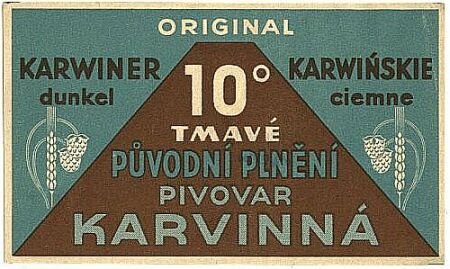 ORIGINAL
KARWINER
dunkel
10°
KARWIŃSKIE
ciemne
TMAVÉ
PŮVODNÍ PLNĚNÍ
PIVOVAR
KARVINNÁ